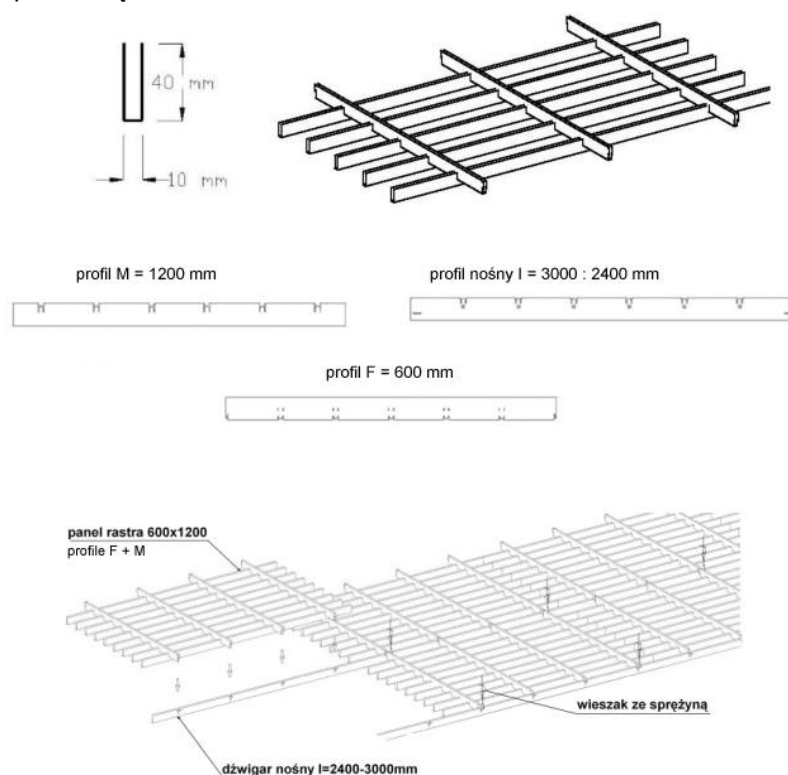 40 mm
10 mm
profil M = 1200 mm
profil nośny I = 3000 : 2400 mm
profil F = 600 mm
panel rastra 600x1200
profile F + M
wieszak ze sprężyną
dźwigar nośny I=2400-3000mm